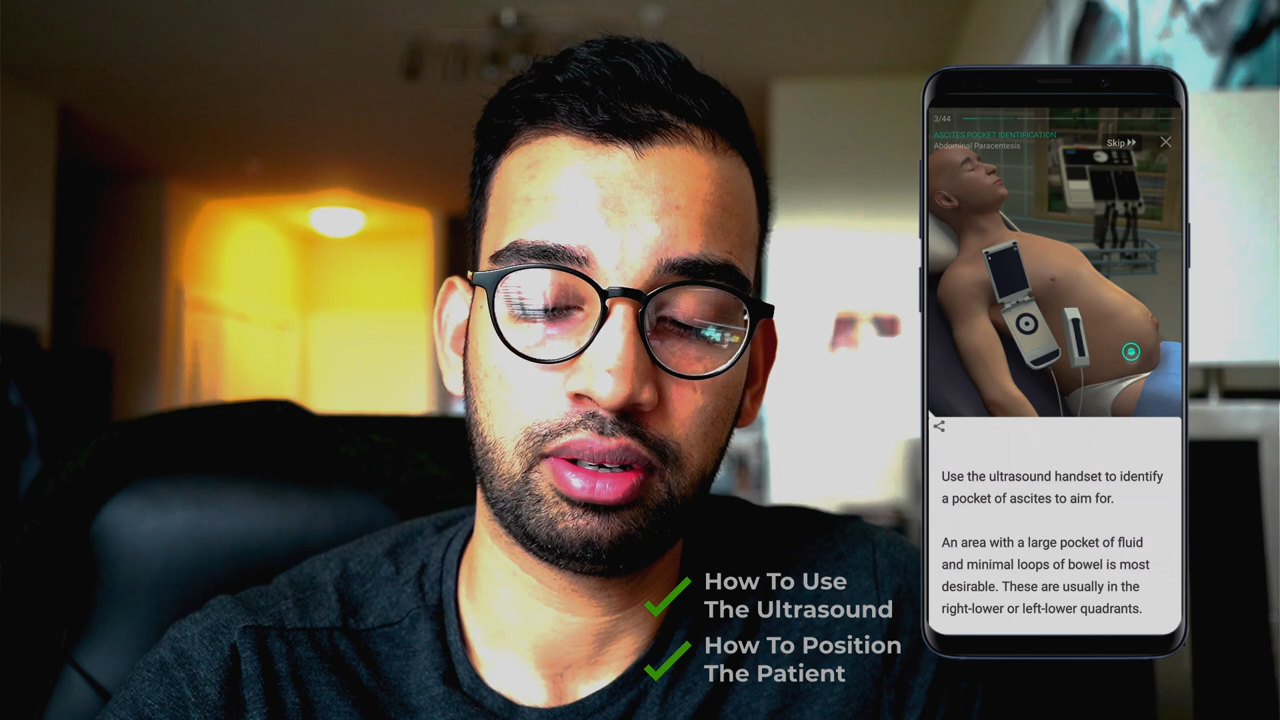 3/44
ASCITES POCKET IDENTIFICATION
Abdominal Paracentesis
Skip
Use the ultrasound handset to identify
a pocket of ascites to aim for.
An area with a large pocket of fluid
and minimal loops of bowel is most
desirable. These are usually in the
right-lower or left-lower quadrants.
How To Use
The Ultrasound
How To Position
The Patient